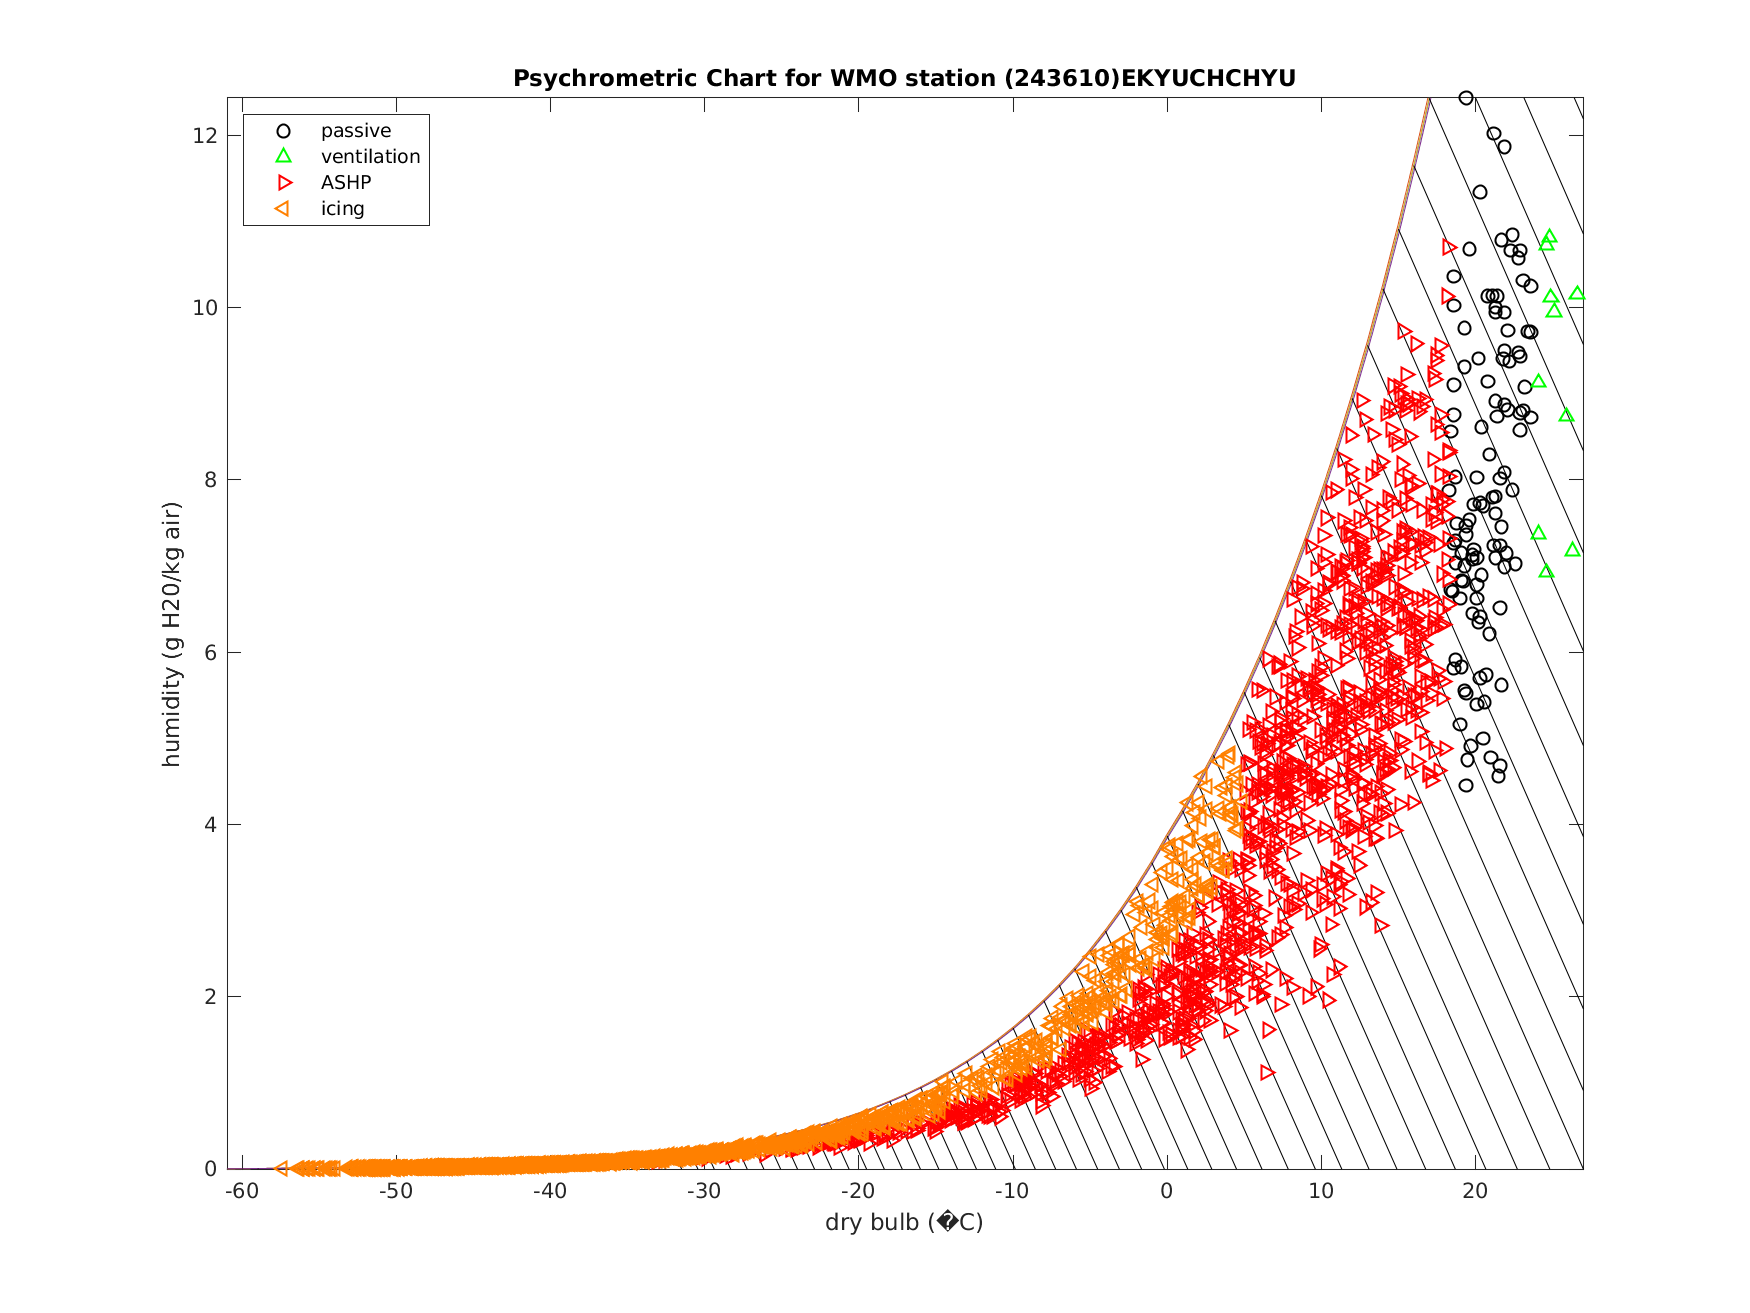 Psychrometric Chart for WMO station (243610)EKYUCHCHYU
passive
ventilation
ASHP
icing
humidity (g H20/kg air)
12
10
8
6
4
2
0
-60 -50 -40 -30 -20 -10 0 10 20
dry bulb (�C)